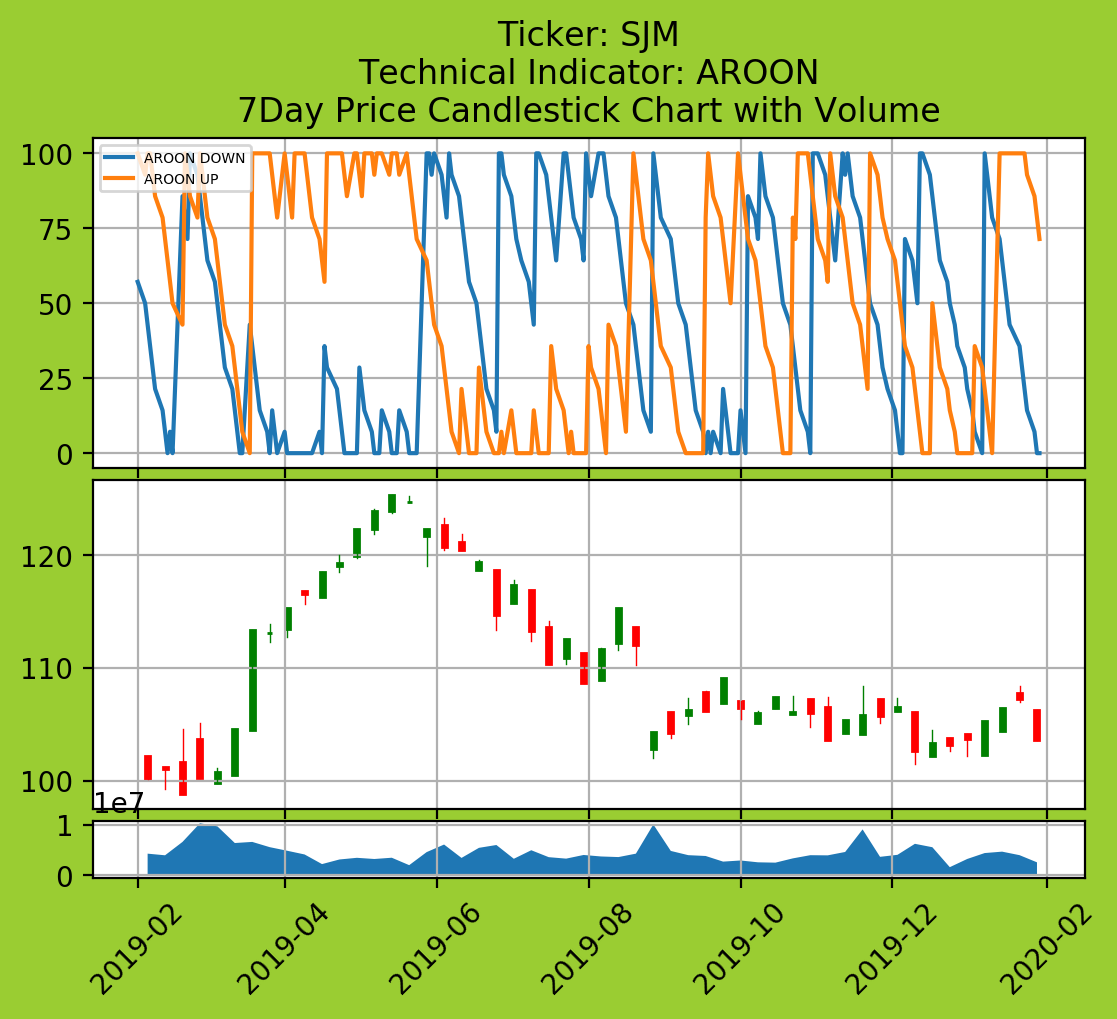 Ticker: SJM
Technical Indicator: AROON
7Day Price Candlestick Chart with Volume
100
75
50
25
0
AROON DOWN
AROON UP
120
110
100
1e7
1
0
2019-02
2019-04
2019-06
2019-08
2019-10
2019-12
2020-02